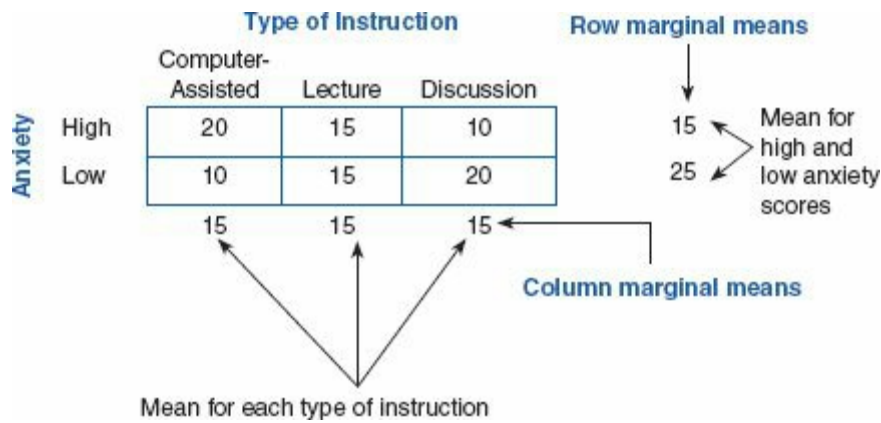 Type of Instruction
Row marginal means
Computer-
Assisted Lecture Discussion
Anxiety
High 20 15 10 15
Low 10 15 20 25
Mean for
high and
low anxiety
scores
15 15 15
Column marginal means
Mean for each type of instruction